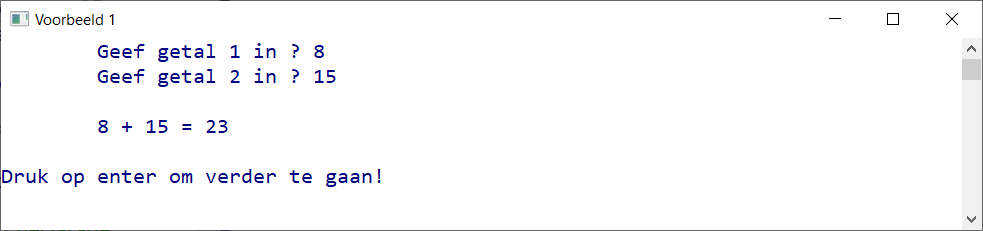 Voorbeeld 1
Geef getal 1 in ? 8
Geef getal 2 in ? 15
8 + 15 = 23
Druk op enter om verder te gaan!